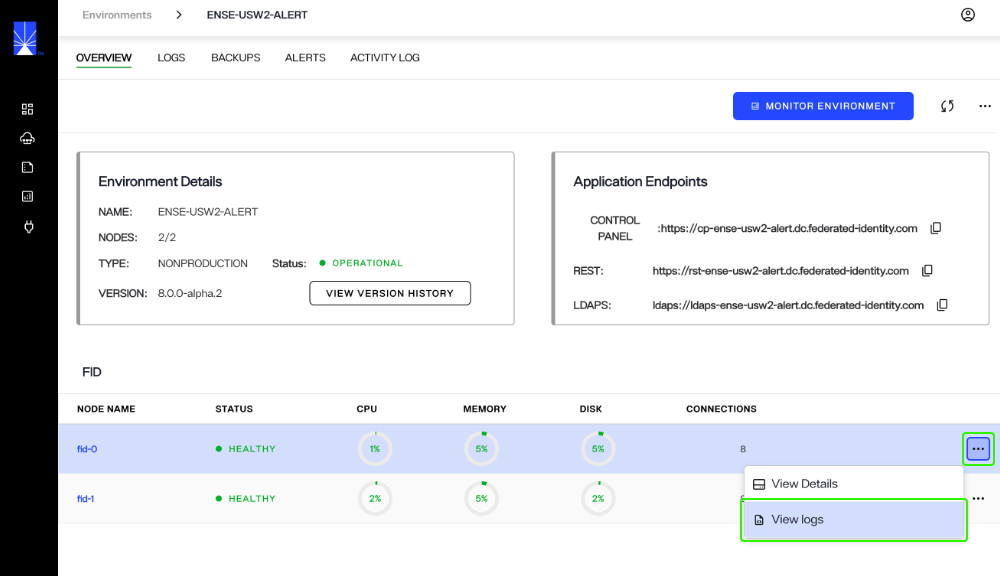 Environments > ENSE-USW2-ALERT
OVERVIEW LOGS BACKUPS ALERTS ACTIVITY LOG
MONITOR ENVIRONMENT
Environment Details
NAME: ENSE-USW2-ALERT
NODES: 2/2
TYPE: NONPRODUCTION Status: OPERATIONAL
VERSION: 8.0.0-alpha.2 VIEW VERSION HISTORY
Application Endpoints
CONTROL PANEL :https://cp-ense-usw2-alert.dc.federated-identity.com
REST: https://rst-ense-usw2-alert.dc.federated-identity.com
LDAPS: ldaps://ldaps-ense-usw2-alert.dc.federated-identity.com
FID
NODE NAME STATUS CPU MEMORY DISK CONNECTIONS
fid-0 HEALTHY 1% 5% 5% 8
fid-1 HEALTHY 2% 5% 2%
View Details
View logs